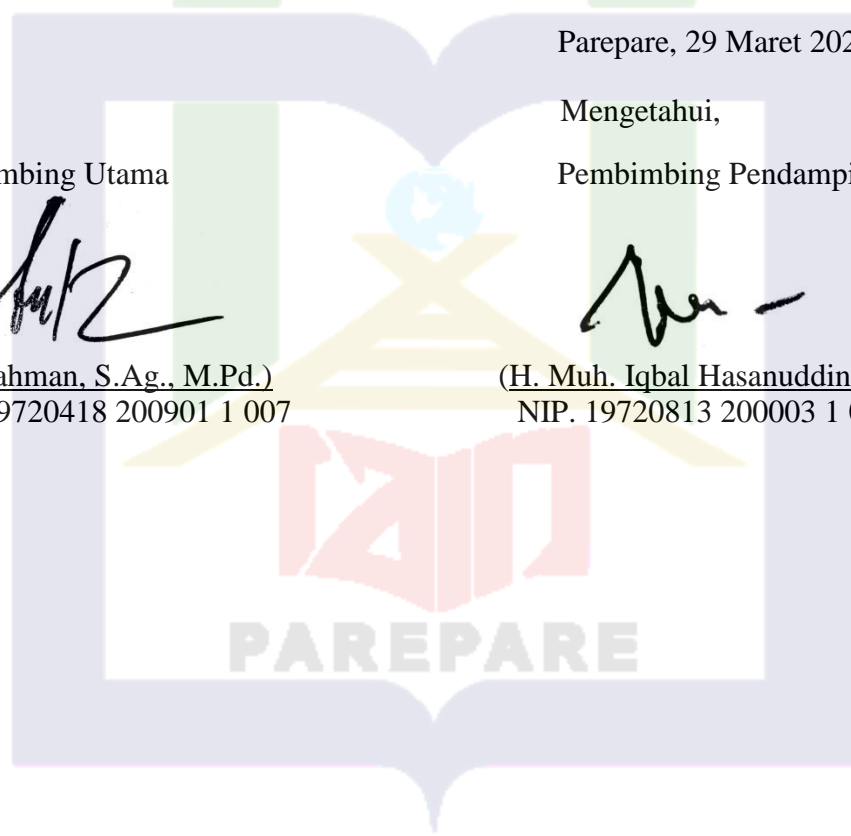 Parepare, 29 Maret 202
Mengetahui,
mbing Utama
Pembimbing Pendampi
ahman, S.Ag., M.Pd.)
(H. Muh. Iqbal Hasanuddin
9720418 200901 1 007
NIP. 19720813 200003 1
PAREPARE